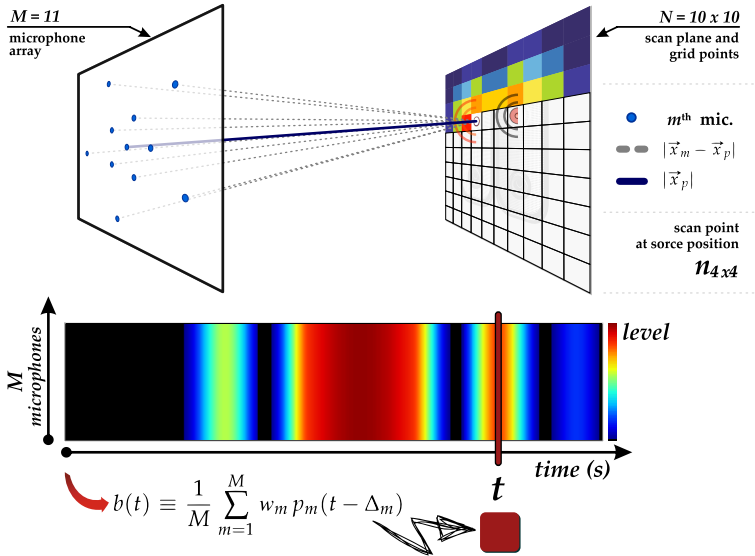 M = 11
microphone
array
N = 10 x 10
scan plane and
grid points
mᵗʰ mic.
|x⃗ₘ − x⃗ₚ|
|x⃗ₚ|
scan point
at sorce position
n₄ₓ₄
M
microphones
level
time (s)
t
b(t) ≡ 1/M ∑ₘ₌₁ᴹ wₘ pₘ(t − Δₘ)